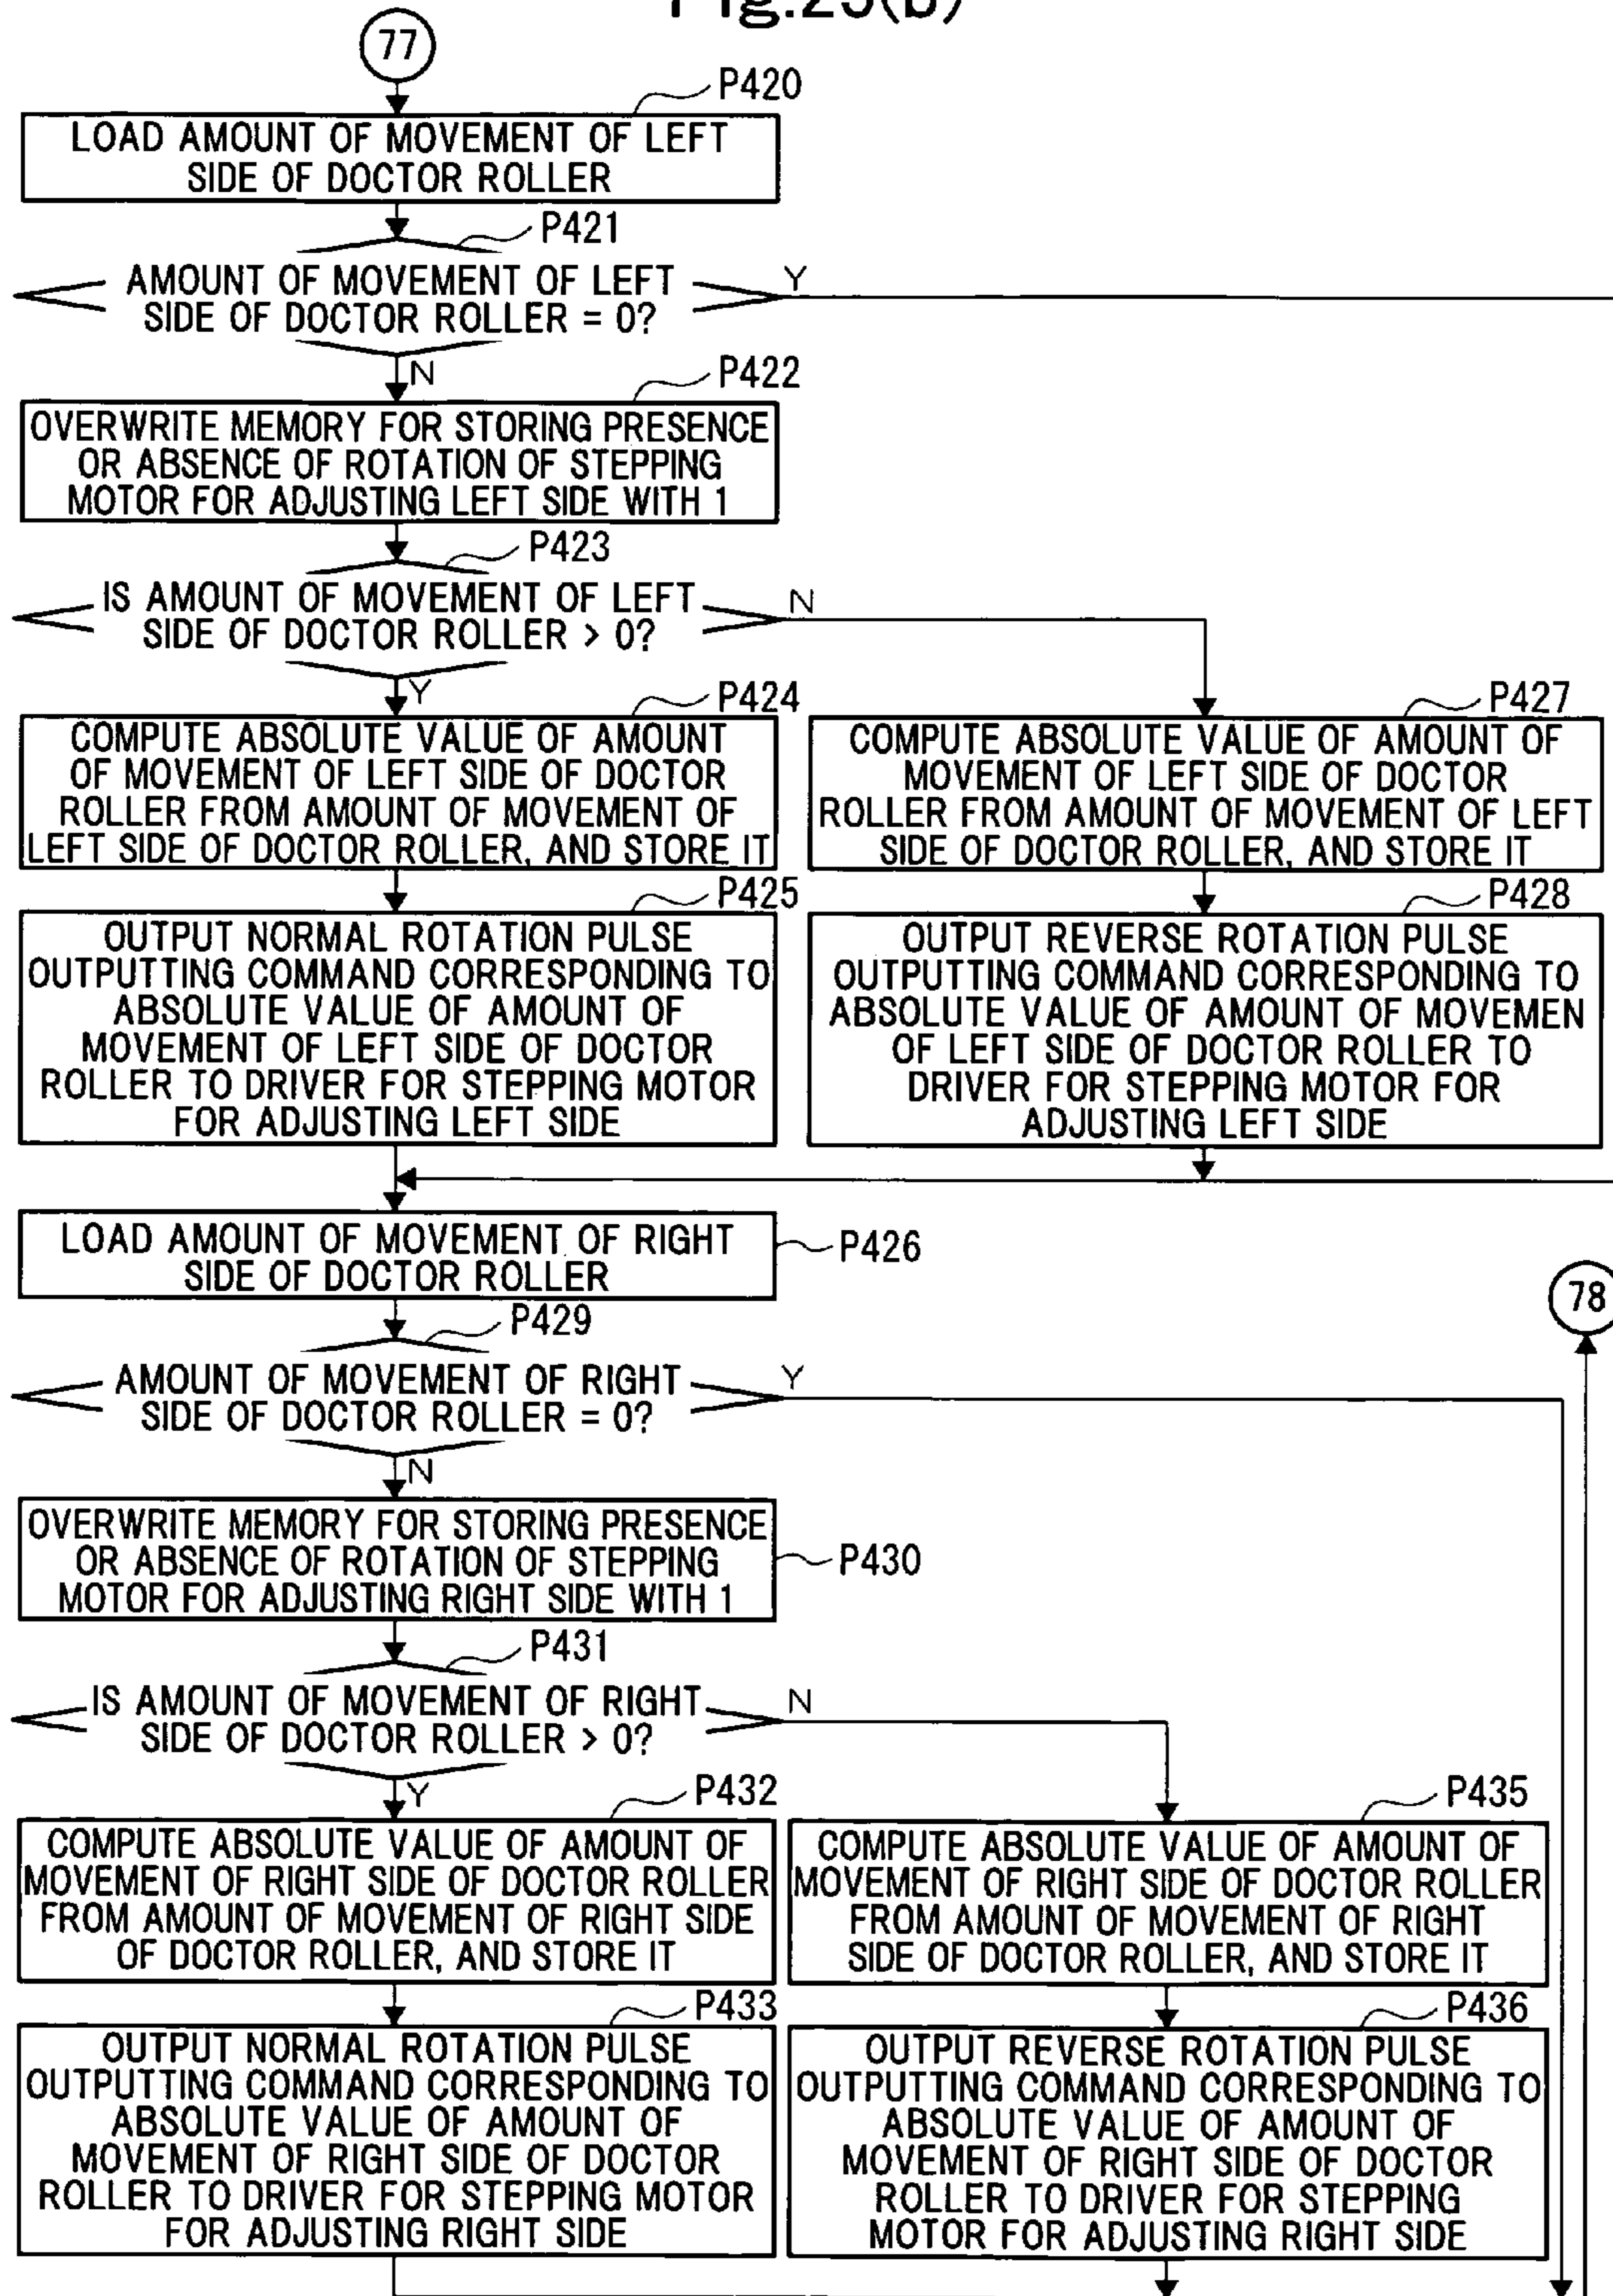 Fig.25(b)
77
P420
LOAD AMOUNT OF MOVEMENT OF LEFT
SIDE OF DOCTOR ROLLER
P421
AMOUNT OF MOVEMENT OF LEFT
SIDE OF DOCTOR ROLLER = 0?
Y
N
P422
OVERWRITE MEMORY FOR STORING PRESENCE
OR ABSENCE OF ROTATION OF STEPPING
MOTOR FOR ADJUSTING LEFT SIDE WITH 1
P423
IS AMOUNT OF MOVEMENT OF LEFT
SIDE OF DOCTOR ROLLER > 0?
N
Y
P424
COMPUTE ABSOLUTE VALUE OF AMOUNT
OF MOVEMENT OF LEFT SIDE OF DOCTOR
ROLLER FROM AMOUNT OF MOVEMENT OF
LEFT SIDE OF DOCTOR ROLLER, AND STORE IT
P427
COMPUTE ABSOLUTE VALUE OF AMOUNT OF
MOVEMENT OF LEFT SIDE OF DOCTOR
ROLLER FROM AMOUNT OF MOVEMENT OF LEFT
SIDE OF DOCTOR ROLLER, AND STORE IT
P425
OUTPUT NORMAL ROTATION PULSE
OUTPUTTING COMMAND CORRESPONDING TO
ABSOLUTE VALUE OF AMOUNT OF
MOVEMENT OF LEFT SIDE OF DOCTOR
ROLLER TO DRIVER FOR STEPPING MOTOR
FOR ADJUSTING LEFT SIDE
P428
OUTPUT REVERSE ROTATION PULSE
OUTPUTTING COMMAND CORRESPONDING TO
ABSOLUTE VALUE OF AMOUNT OF MOVEMEN
OF LEFT SIDE OF DOCTOR ROLLER TO
DRIVER FOR STEPPING MOTOR FOR
ADJUSTING LEFT SIDE
LOAD AMOUNT OF MOVEMENT OF RIGHT
SIDE OF DOCTOR ROLLER
P426
78
P429
AMOUNT OF MOVEMENT OF RIGHT
SIDE OF DOCTOR ROLLER = 0?
Y
N
OVERWRITE MEMORY FOR STORING PRESENCE
OR ABSENCE OF ROTATION OF STEPPING
MOTOR FOR ADJUSTING RIGHT SIDE WITH 1
P430
P431
IS AMOUNT OF MOVEMENT OF RIGHT
SIDE OF DOCTOR ROLLER > 0?
N
Y
P432
COMPUTE ABSOLUTE VALUE OF AMOUNT OF
MOVEMENT OF RIGHT SIDE OF DOCTOR ROLLER
FROM AMOUNT OF MOVEMENT OF RIGHT SIDE
OF DOCTOR ROLLER, AND STORE IT
P435
COMPUTE ABSOLUTE VALUE OF AMOUNT OF
MOVEMENT OF RIGHT SIDE OF DOCTOR ROLLER
FROM AMOUNT OF MOVEMENT OF RIGHT
SIDE OF DOCTOR ROLLER, AND STORE IT
P433
OUTPUT NORMAL ROTATION PULSE
OUTPUTTING COMMAND CORRESPONDING TO
ABSOLUTE VALUE OF AMOUNT OF
MOVEMENT OF RIGHT SIDE OF DOCTOR
ROLLER TO DRIVER FOR STEPPING MOTOR
FOR ADJUSTING RIGHT SIDE
P436
OUTPUT REVERSE ROTATION PULSE
OUTPUTTING COMMAND CORRESPONDING TO
ABSOLUTE VALUE OF AMOUNT OF
MOVEMENT OF RIGHT SIDE OF DOCTOR
ROLLER TO DRIVER FOR STEPPING
MOTOR FOR ADJUSTING RIGHT SIDE